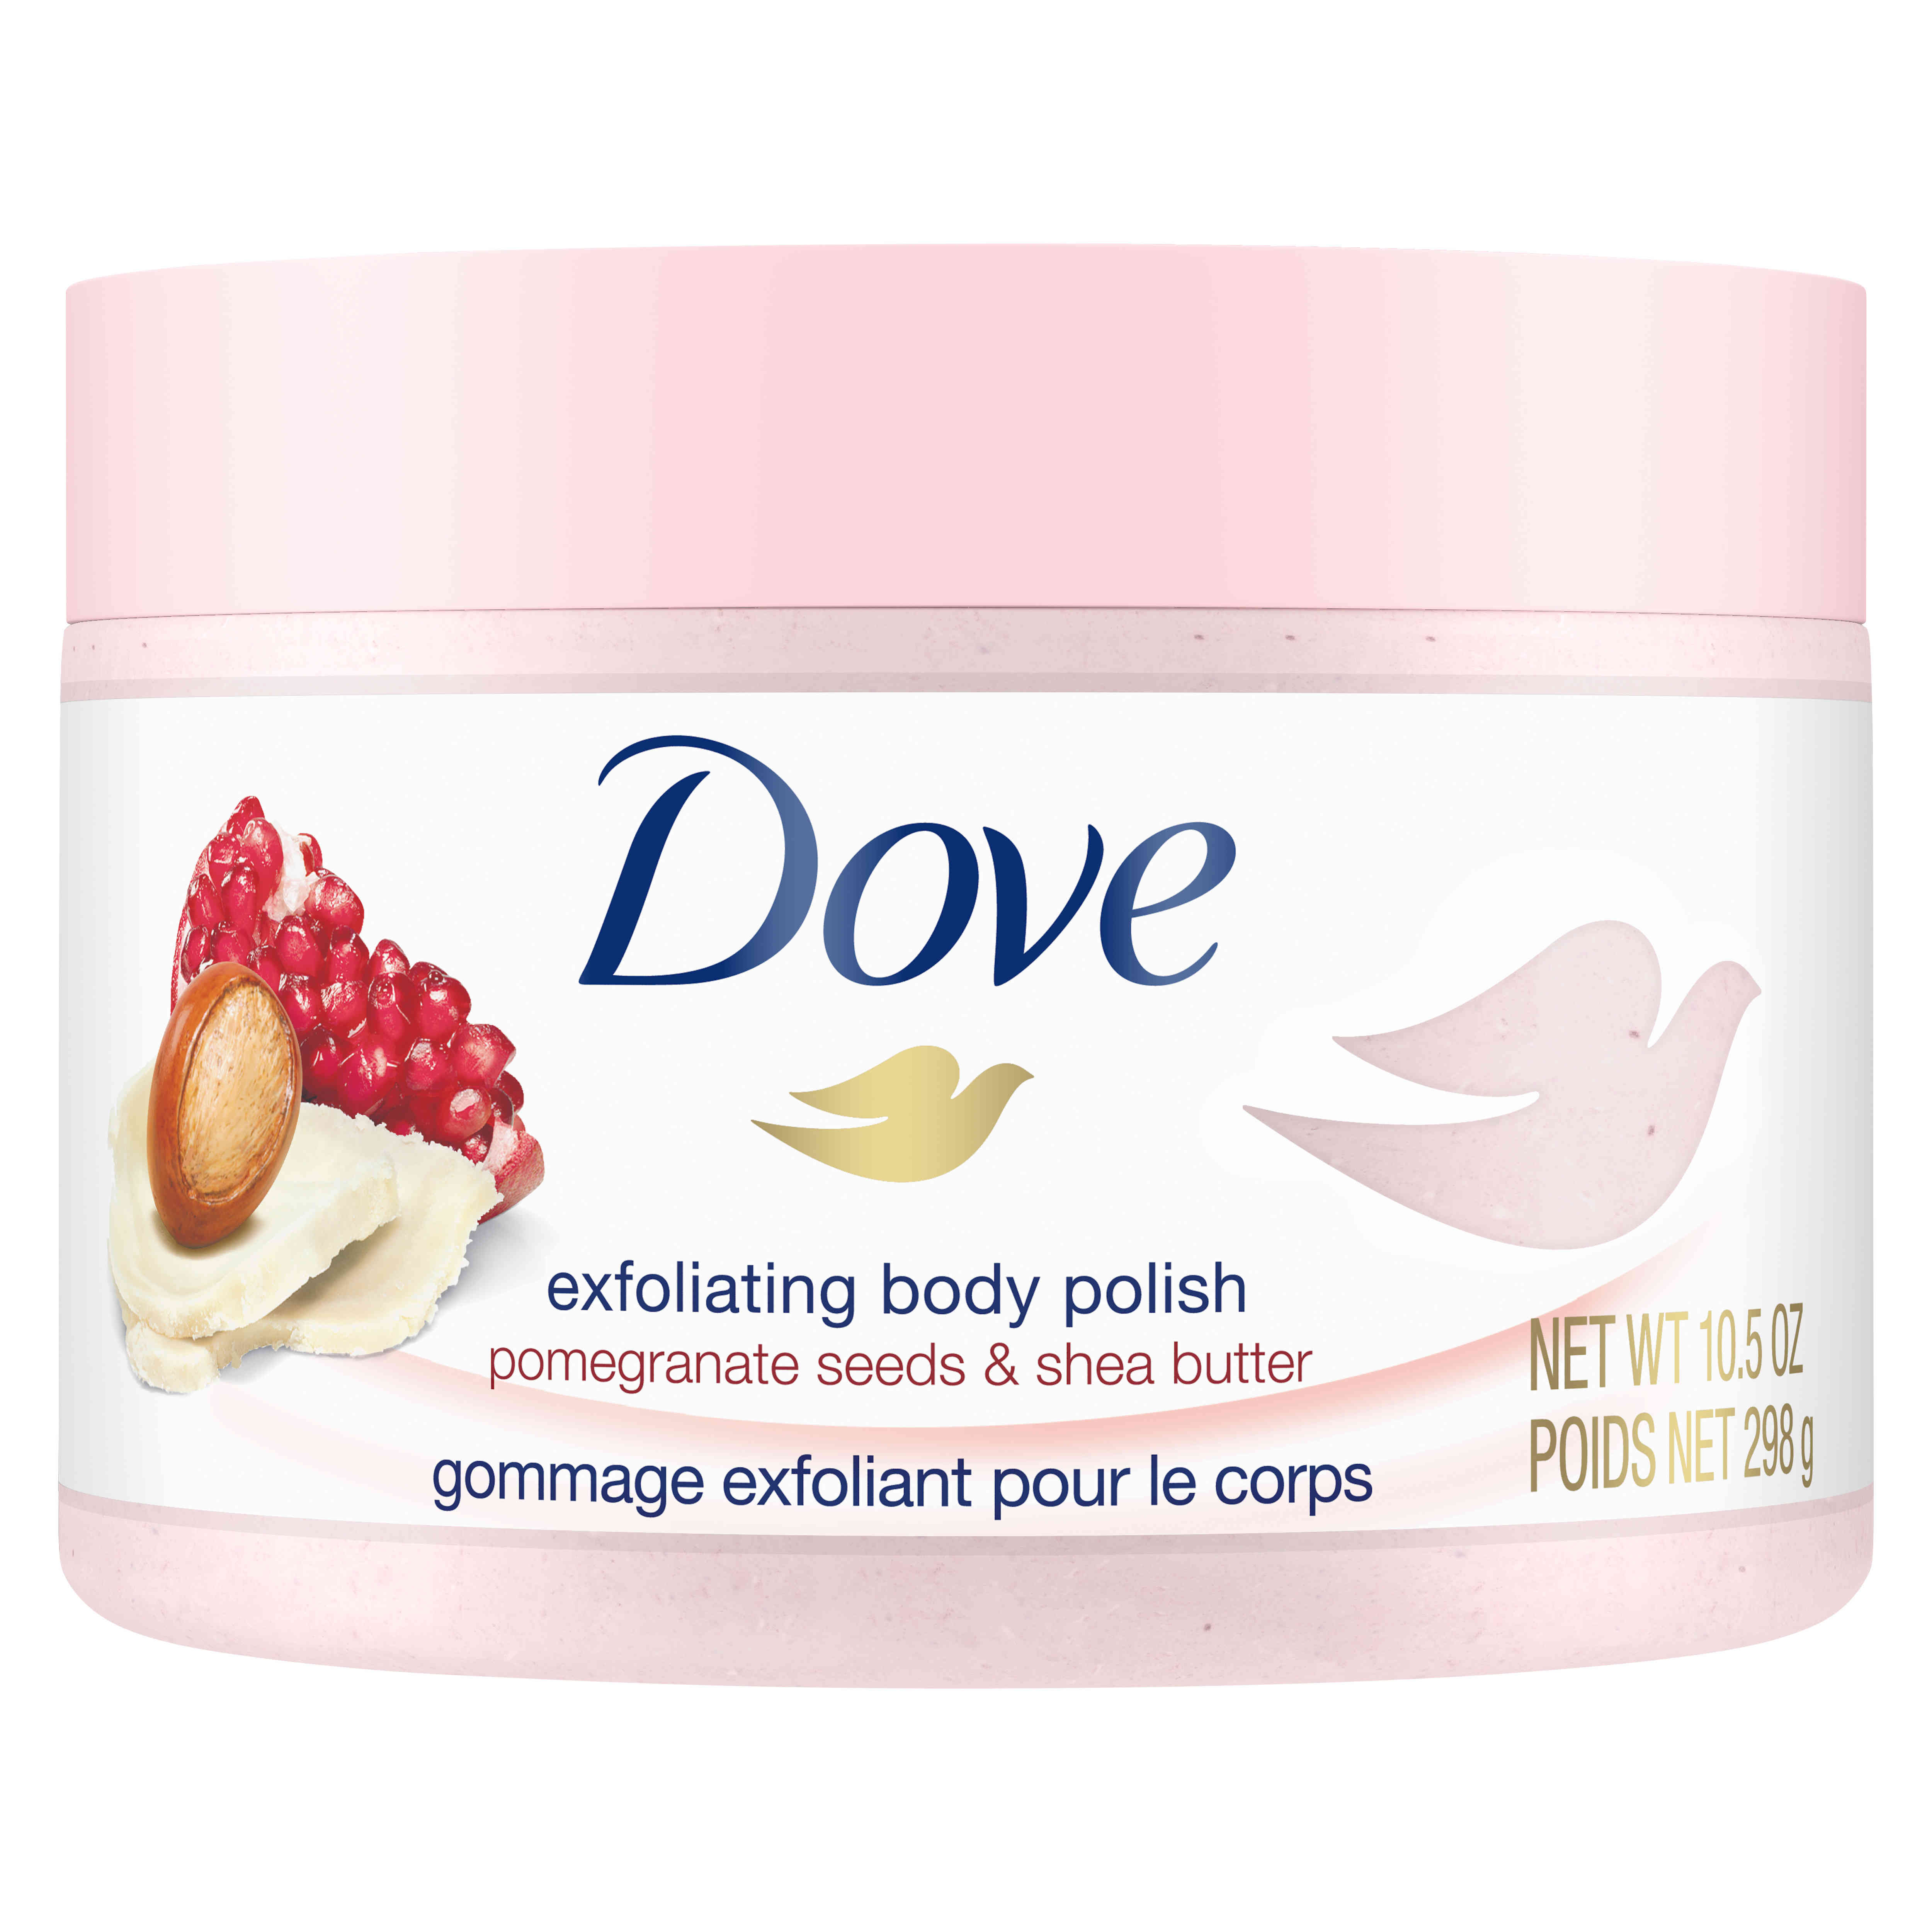 Dove
exfoliating body polish
pomegranate seeds & shea butter
gommage exfoliant pour le corps
NET WT 10.5 OZ
POIDS NET 298 g